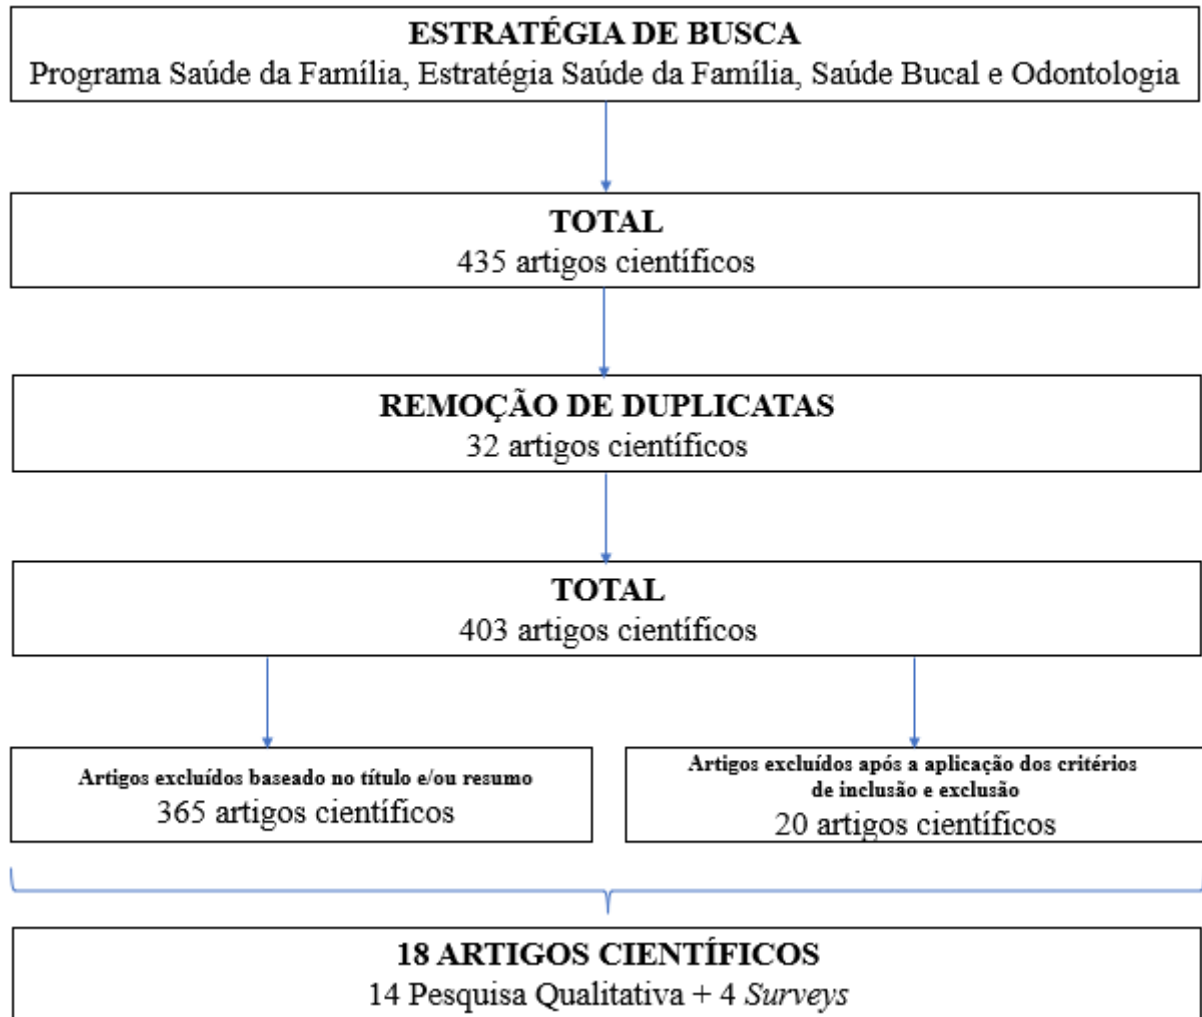 ESTRATÉGIA DE BUSCA
Programa Saúde da Família, Estratégia Saúde da Família, Saúde Bucal e Odontologia
TOTAL
435 artigos científicos
REMOÇÃO DE DUPLICATAS
32 artigos científicos
TOTAL
403 artigos científicos
Artigos excluídos baseado no título e/ou resumo
365 artigos científicos
Artigos excluídos após a aplicação dos critérios
de inclusão e exclusão
20 artigos científicos
18 ARTIGOS CIENTÍFICOS
14 Pesquisa Qualitativa + 4 Surveys